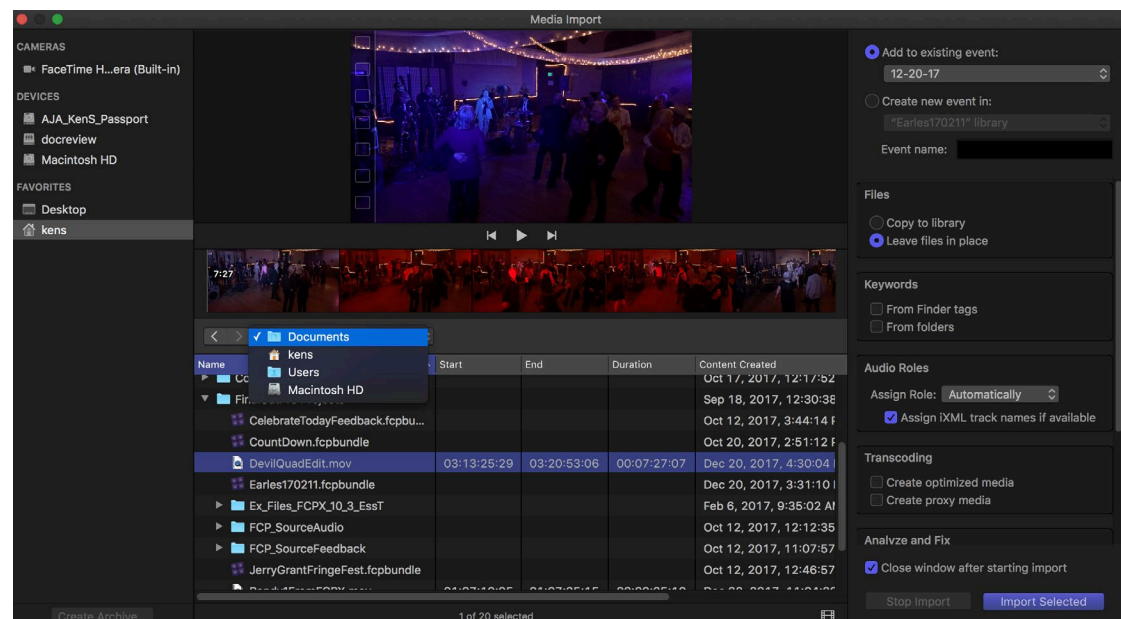 Media Import
CAMERAS
FaceTime H...era (Built-in)
DEVICES
AJA_KenS_Passport
docreview
Macintosh HD
FAVORITES
Desktop
kens
Create Archive...
7:27
Documents
kens
Users
Macintosh HD
Name Start End Duration Content Created
Co Oct 17, 2017, 12:17:52
Sep 18, 2017, 12:30:38
CelebrateTodayFeedback.fcpbu... Oct 12, 2017, 3:44:14
CountDown.fcpbundle Oct 20, 2017, 2:51:12
DevilQuadEdit.mov 03:13:25:29 03:20:53:06 00:07:27:07 Dec 20, 2017, 4:30:04
Earles170211.fcpbundle Dec 20, 2017, 3:31:10
Ex_Files_FCPX_10_3_EssT Feb 6, 2017, 9:35:02 AM
FCP_SourceAudio Oct 12, 2017, 12:12:35
FCP_SourceFeedback Oct 12, 2017, 11:07:57
JerryGrantFringeFest.fcpbundle Oct 12, 2017, 12:46:57
1 of 20 selected
Add to existing event:
12-20-17
Create new event in:
"Earles170211" library
Event name:
Files
Copy to library
Leave files in place
Keywords
From Finder tags
From folders
Audio Roles
Assign Role: Automatically
Assign iXML track names if available
Transcoding
Create optimized media
Create proxy media
Analyze and Fix
Close window after starting import
Stop Import Import Selected